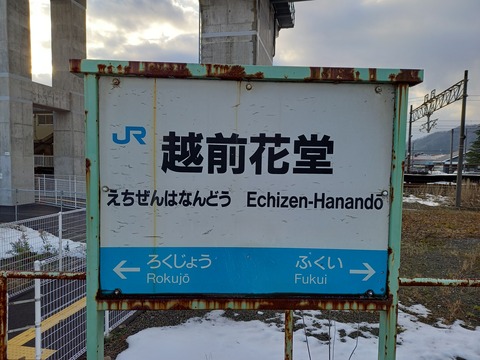 JR
越前花堂
えちぜんはなんどう Echizen-Hanandō
← ろくじょう ふくい →
Rokujō Fukui